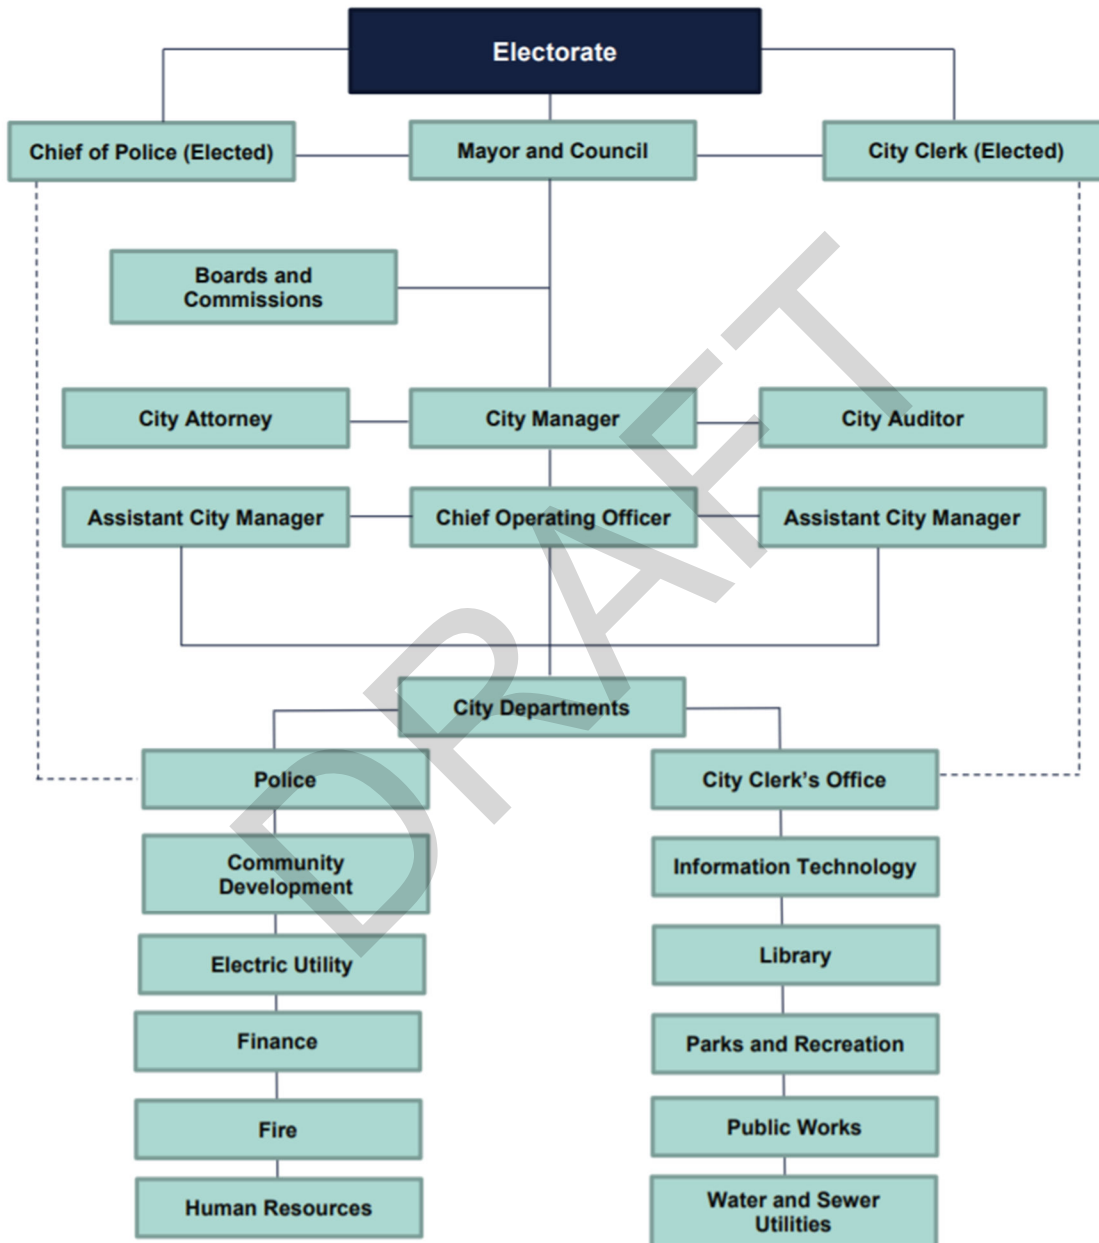 Electorate
Chief of Police (Elected)
Mayor and Council
City Clerk (Elected)
Boards and
Commissions
City Attorney
City Manager
City Auditor
Assistant City Manager
Chief Operating Officer
Assistant City Manager
City Departments
Police
City Clerk's Office
Community
Development
Information Technology
Electric Utility
Library
Finance
Parks and Recreation
Fire
Public Works
Human Resources
Water and Sewer
Utilities
DRAFT